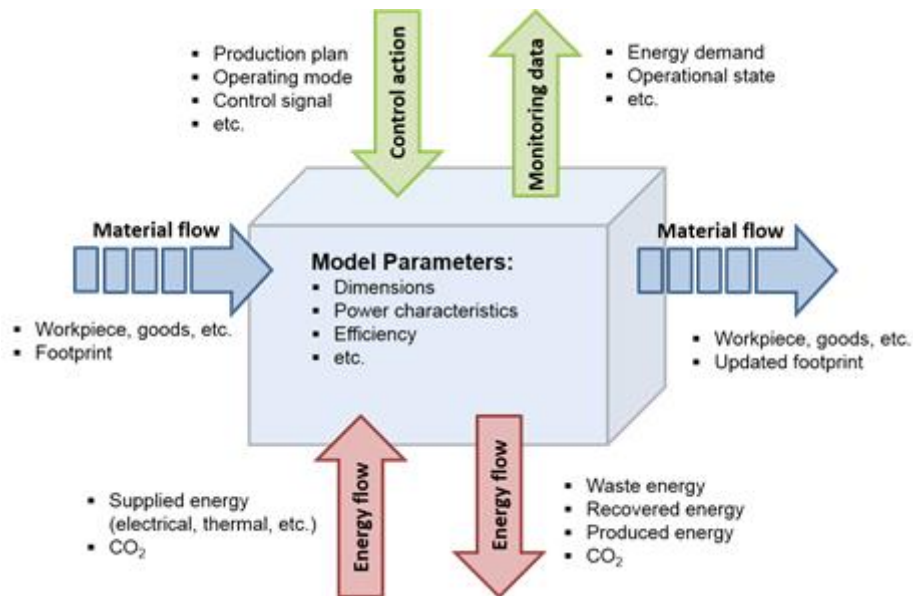 ▪ Production plan
▪ Operating mode
▪ Control signal
▪ etc.
Control action
Monitoring data
▪ Energy demand
▪ Operational state
▪ etc.
Material flow
▪ Workpiece, goods, etc.
▪ Footprint
Model Parameters:
▪ Dimensions
▪ Power characteristics
▪ Efficiency
▪ etc.
Material flow
▪ Workpiece, goods, etc.
▪ Updated footprint
▪ Supplied energy
(electrical, thermal, etc.)
▪ CO₂
Energy flow
Energy flow
▪ Waste energy
▪ Recovered energy
▪ Produced energy
▪ CO₂